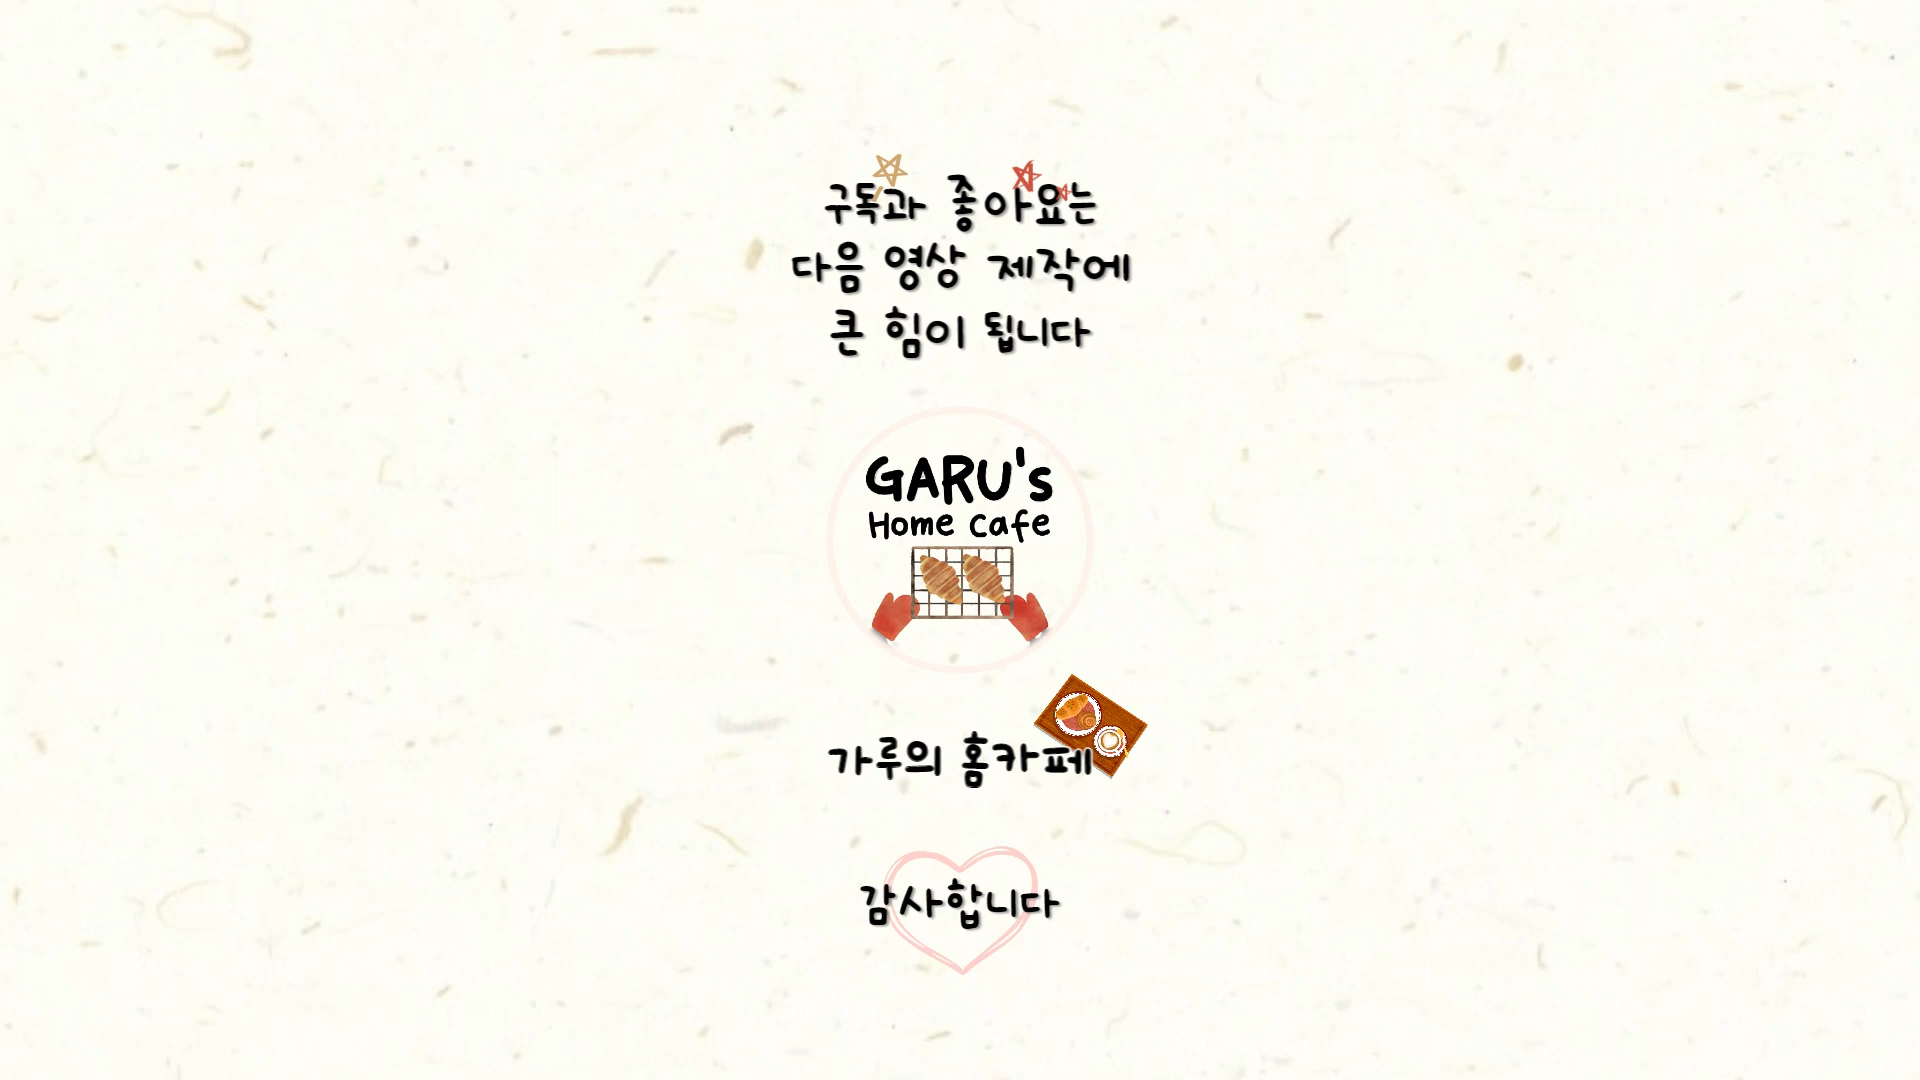 구독과 좋아요는
다음 영상 제작에
큰 힘이 됩니다
GARU's
Home Cafe
가루의 홈카페
감사합니다